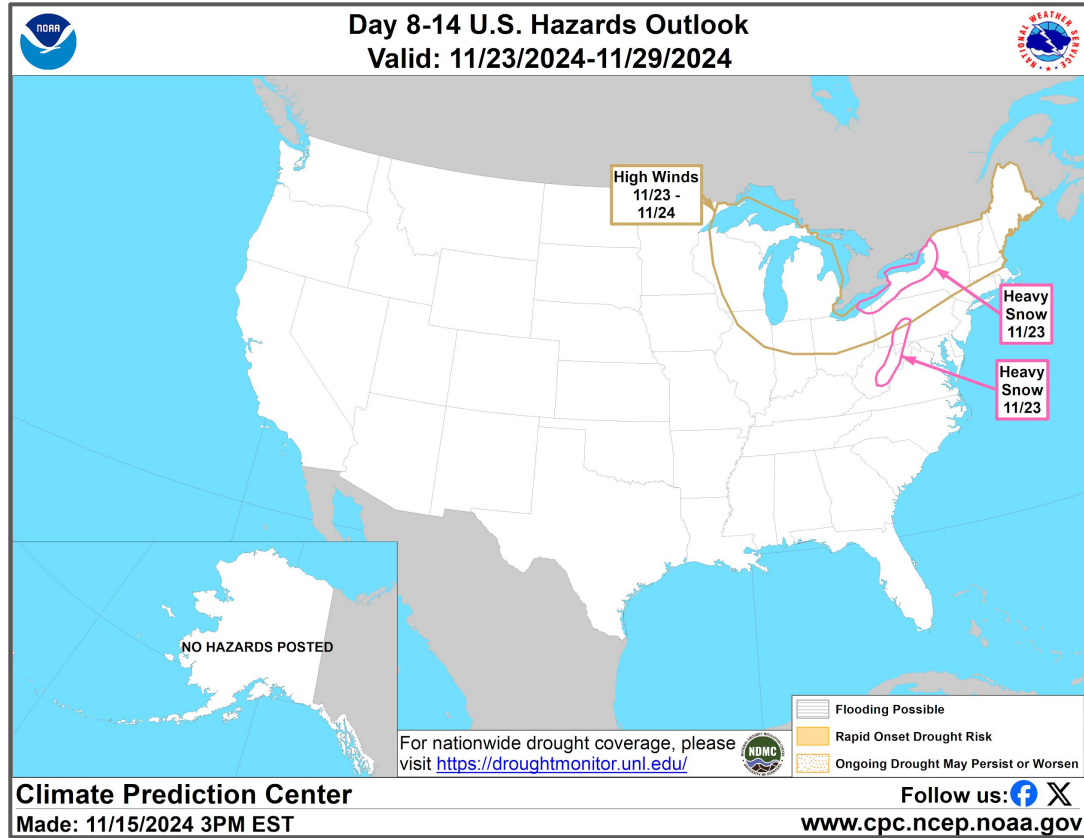 NOAA
Day 8-14 U.S. Hazards Outlook
Valid: 11/23/2024-11/29/2024
NATIONAL WEATHER SERVICE
High Winds
11/23 -
11/24
Heavy
Snow
11/23
Heavy
Snow
11/23
NO HAZARDS POSTED
For nationwide drought coverage, please
visit https://droughtmonitor.unl.edu/
NDMC
Flooding Possible
Rapid Onset Drought Risk
Ongoing Drought May Persist or Worsen
Climate Prediction Center
Follow us:
Made: 11/15/2024 3PM EST
www.cpc.ncep.noaa.gov